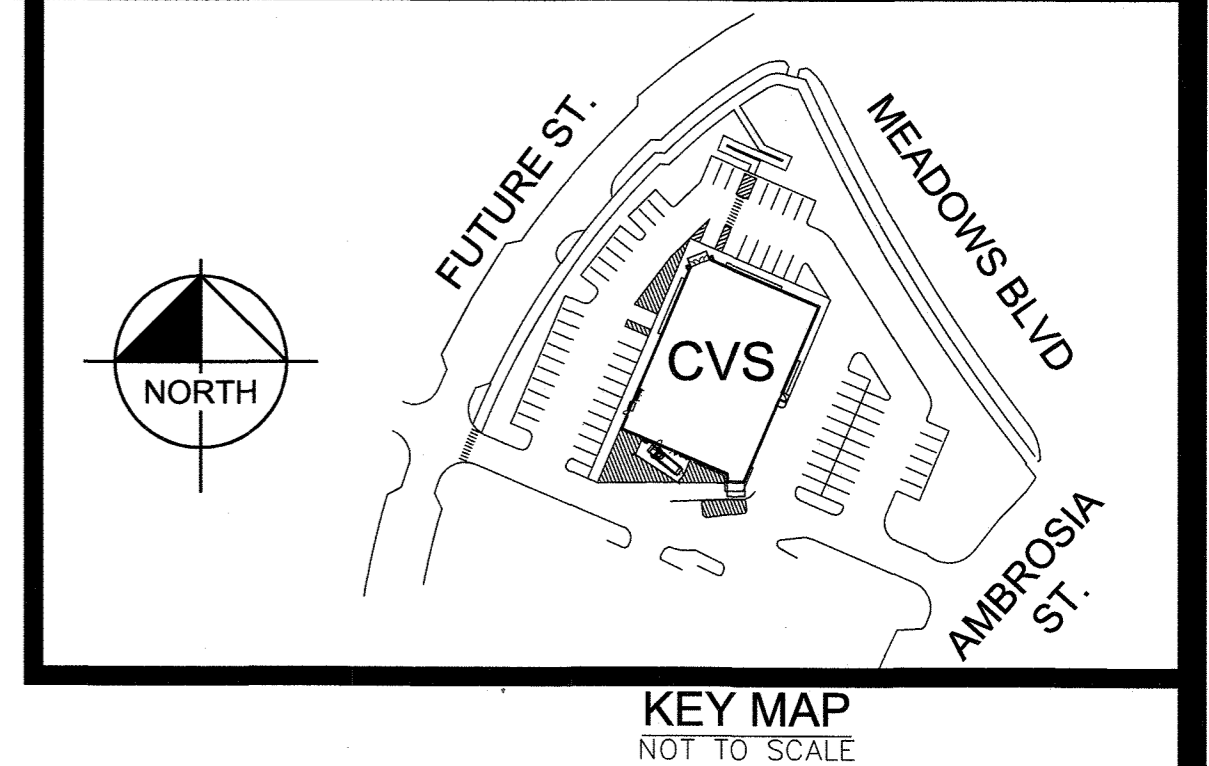 FUTURE ST.
MEADOWS BLVD
NORTH
CVS
AMBROSIA
ST.
KEY MAP
NOT TO SCALE